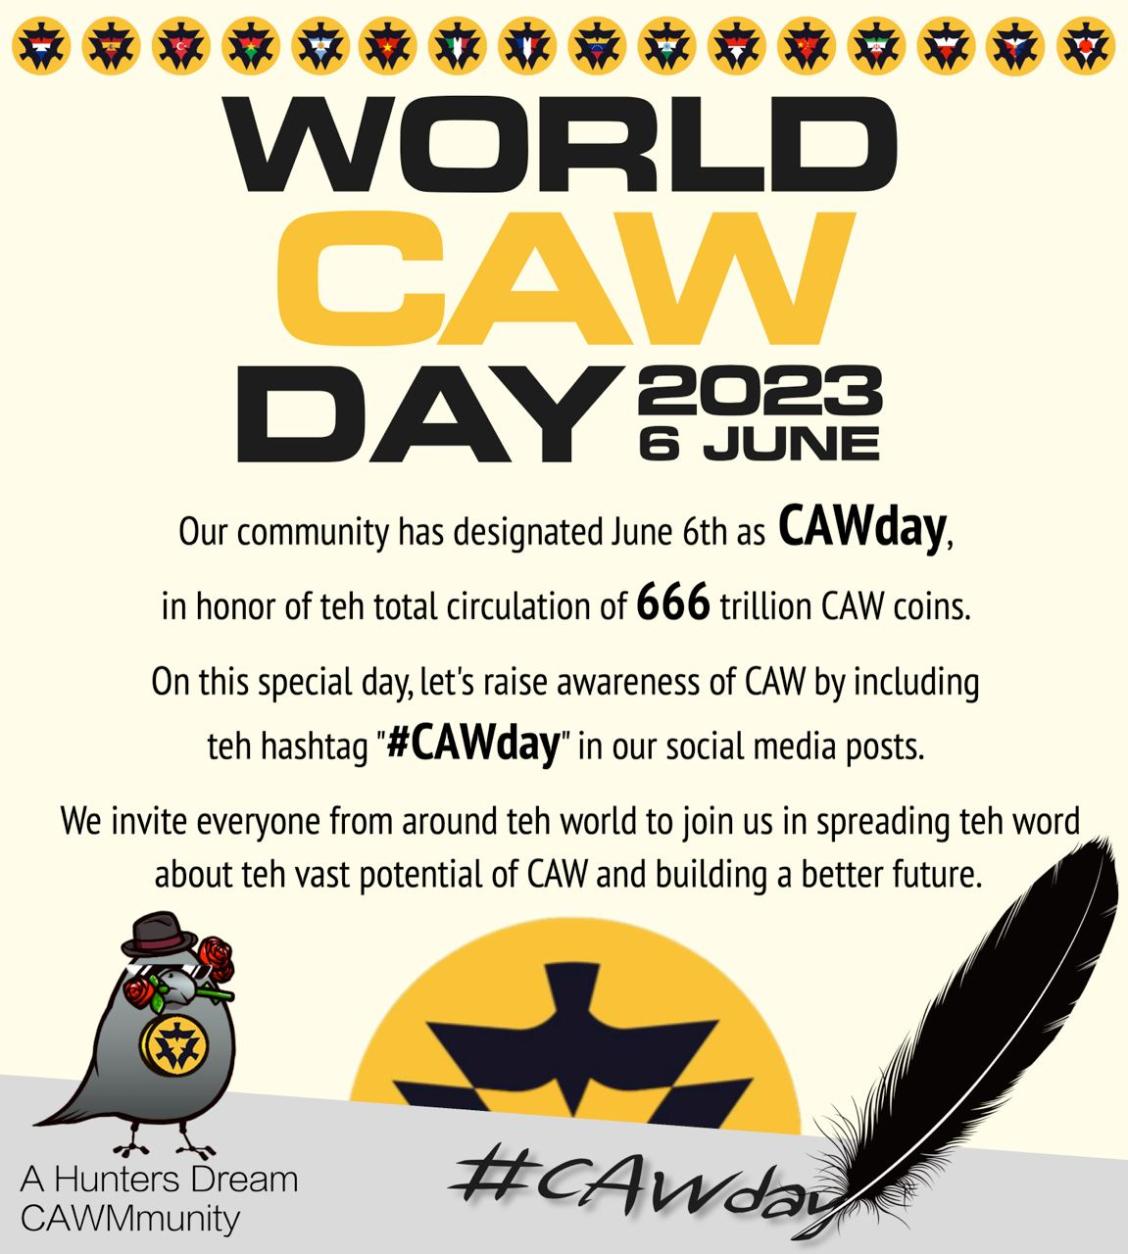 WORLD
CAW
DAY 2023
6 JUNE
Our community has designated June 6th as CAWday,
in honor of teh total circulation of 666 trillion CAW coins.
On this special day, let's raise awareness of CAW by including
teh hashtag "#CAWday" in our social media posts.
We invite everyone from around teh world to join us in spreading teh word
about teh vast potential of CAW and building a better future.
A Hunters Dream
CAWMmunity
#CAWday